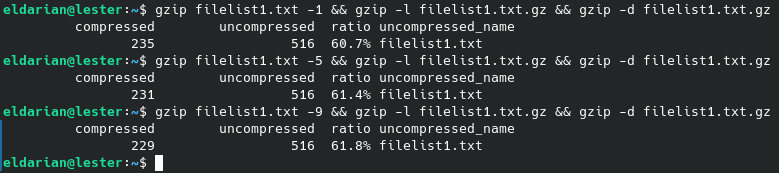 eldarian@lester:~$ gzip filelist1.txt -1 && gzip -l filelist1.txt.gz && gzip -d filelist1.txt.gz
compressed uncompressed ratio uncompressed_name
235 516 60.7% filelist1.txt
eldarian@lester:~$ gzip filelist1.txt -5 && gzip -l filelist1.txt.gz && gzip -d filelist1.txt.gz
compressed uncompressed ratio uncompressed_name
231 516 61.4% filelist1.txt
eldarian@lester:~$ gzip filelist1.txt -9 && gzip -l filelist1.txt.gz && gzip -d filelist1.txt.gz
compressed uncompressed ratio uncompressed_name
229 516 61.8% filelist1.txt
eldarian@lester:~$